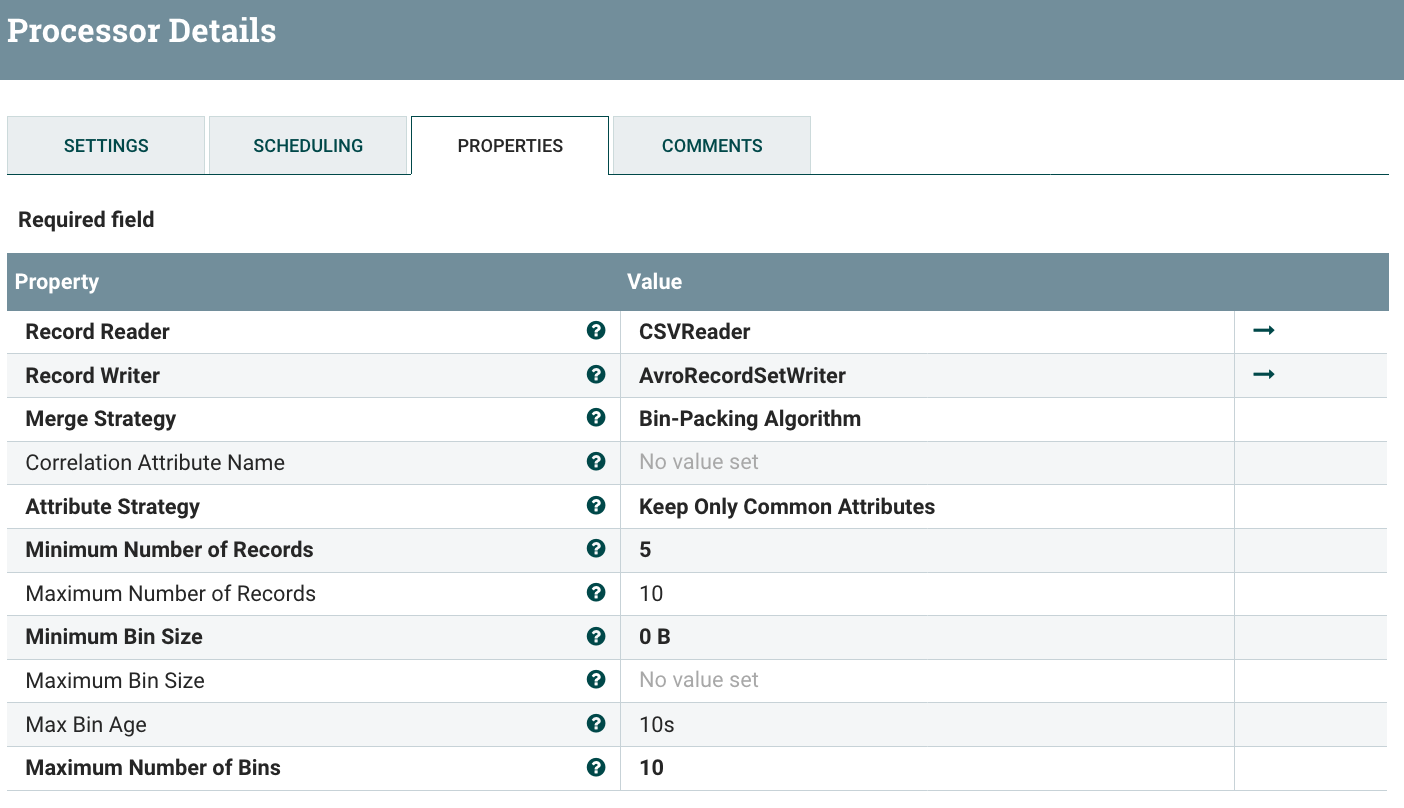 Processor Details
SETTINGS SCHEDULING PROPERTIES COMMENTS
Required field
Property Value
Record Reader ? CSVReader
Record Writer ? AvroRecordSetWriter
Merge Strategy ? Bin-Packing Algorithm
Correlation Attribute Name ? No value set
Attribute Strategy ? Keep Only Common Attributes
Minimum Number of Records ? 5
Maximum Number of Records ? 10
Minimum Bin Size ? 0 B
Maximum Bin Size ? No value set
Max Bin Age ? 10s
Maximum Number of Bins ? 10